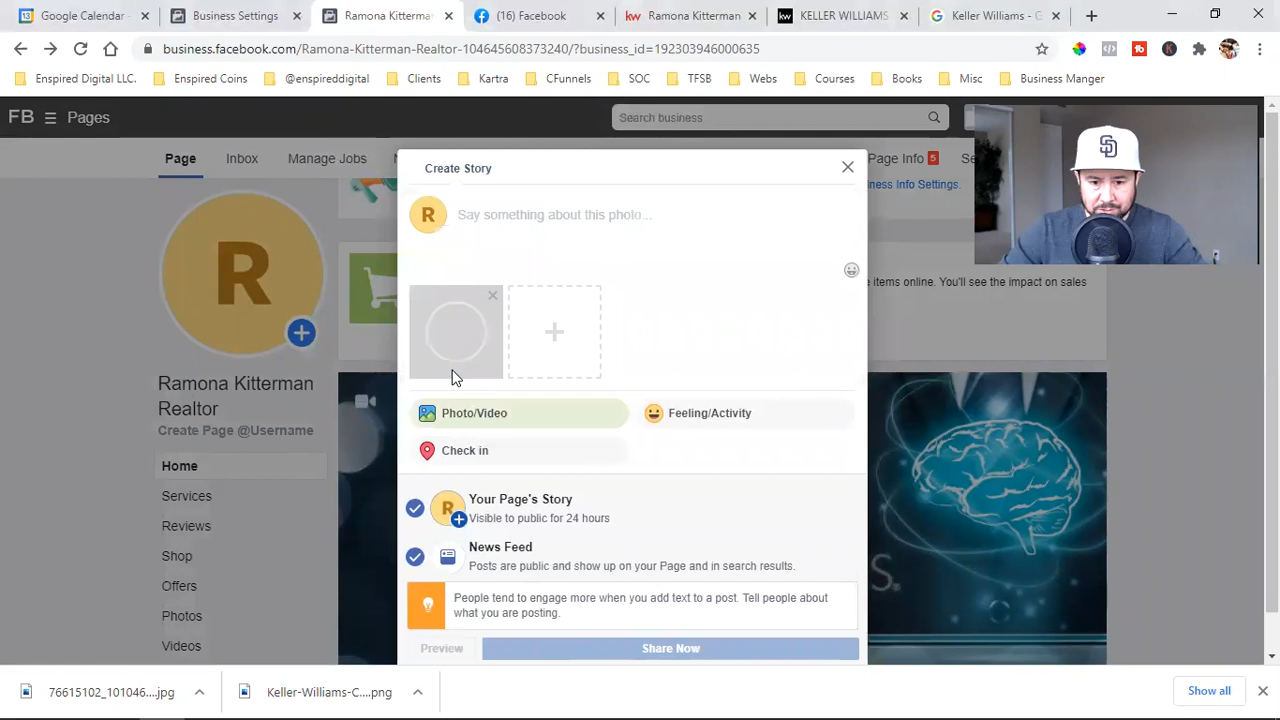 Google Calendar -
Business Settings
Ramona Kitterma
(16) Facebook
kw Ramona Kitterman
kw KELLER WILLIAMS
Keller Williams - G
business.facebook.com/Ramona-Kitterman-Realtor-104645608373240/?business_id=192303946000635
Enspired Digital LLC.
Enspired Coins
@enspireddigital
Clients
Kartra
CFunnels
SOC
TFSB
Webs
Courses
Books
Misc
Business Manger
FB
Pages
Search business
Page
Inbox
Manage Jobs
Page Info 5
Create Story
SD
R
Say something about this photo...
R
Ramona Kitterman
Realtor
Create Page @Username
Home
Services
Reviews
Shop
Offers
Photos
Videos
Photo/Video
Feeling/Activity
Check in
R
Your Page's Story
Visible to public for 24 hours
News Feed
Posts are public and show up on your Page and in search results.
People tend to engage more when you add text to a post. Tell people about
what you are posting.
Preview
Share Now
items online. You'll see the impact on sales
76615102_101046....jpg
Keller-Williams-C....png
Show all